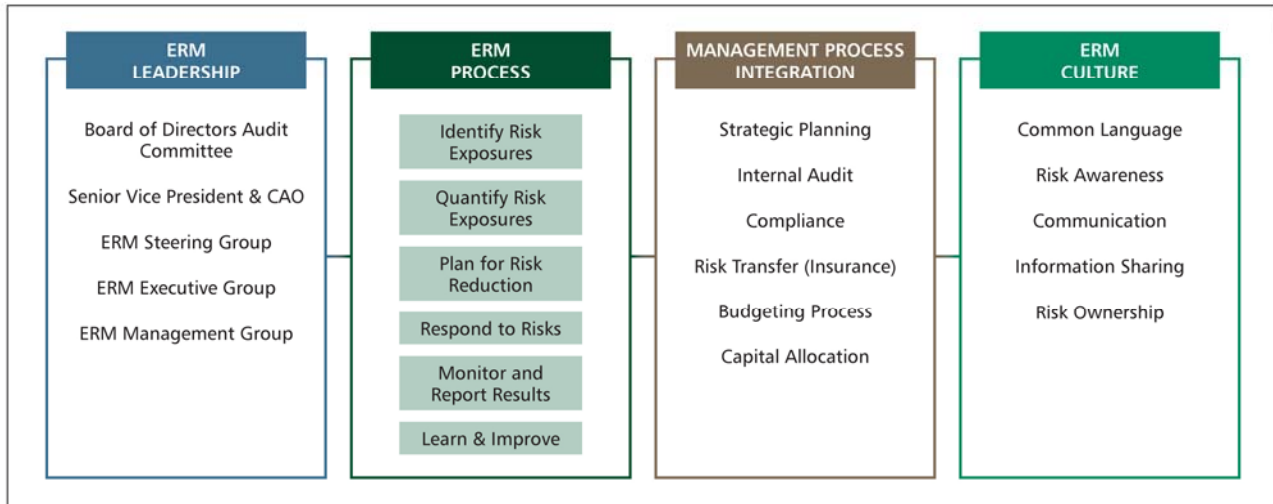 ERM
LEADERSHIP
Board of Directors Audit
Committee
Senior Vice President & CAO
ERM Steering Group
ERM Executive Group
ERM Management Group
ERM
PROCESS
Identify Risk
Exposures
Quantify Risk
Exposures
Plan for Risk
Reduction
Respond to Risks
Monitor and
Report Results
Learn & Improve
MANAGEMENT PROCESS
INTEGRATION
Strategic Planning
Internal Audit
Compliance
Risk Transfer (Insurance)
Budgeting Process
Capital Allocation
ERM
CULTURE
Common Language
Risk Awareness
Communication
Information Sharing
Risk Ownership